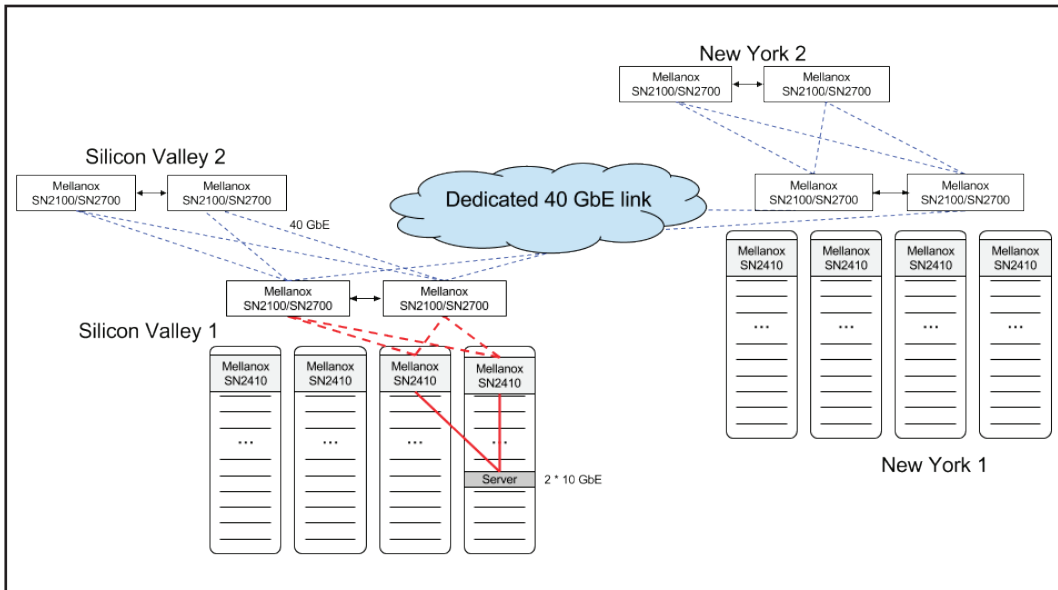 New York 2
Mellanox
SN2100/SN2700
Mellanox
SN2100/SN2700
Silicon Valley 2
Mellanox
SN2100/SN2700
Mellanox
SN2100/SN2700
40 GbE
Dedicated 40 GbE link
Mellanox
SN2100/SN2700
Mellanox
SN2100/SN2700
Mellanox
SN2100/SN2700
Mellanox
SN2100/SN2700
Silicon Valley 1
Mellanox
SN2410
...
Mellanox
SN2410
...
Mellanox
SN2410
...
Mellanox
SN2410
...
Server
2 * 10 GbE
Mellanox
SN2410
...
Mellanox
SN2410
...
Mellanox
SN2410
...
Mellanox
SN2410
...
New York 1